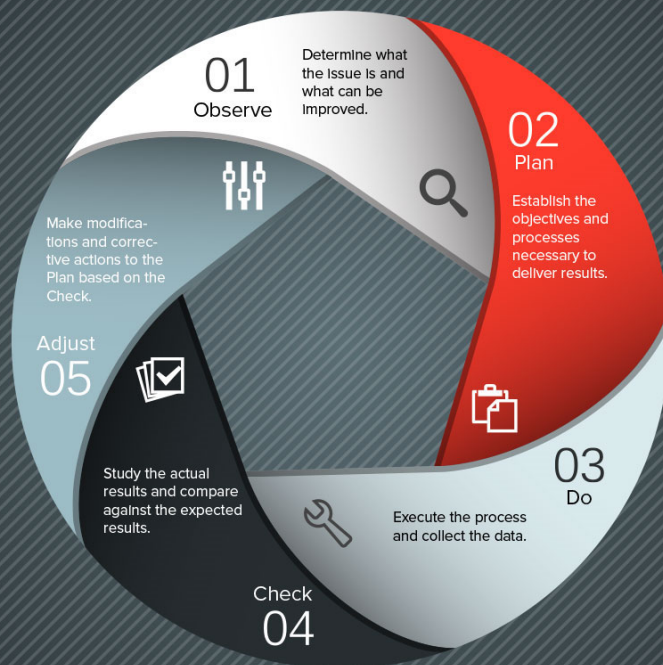 01
Observe
Determine what
the issue is and
what can be
improved.
02
Plan
Establish the
objectives and
processes
necessary to
deliver results.
03
Do
Execute the process
and collect the data.
Check
04
Study the actual
results and compare
against the expected
results.
Adjust
05
Make modifica-
tions and correc-
tive actions to the
Plan based on the
Check.